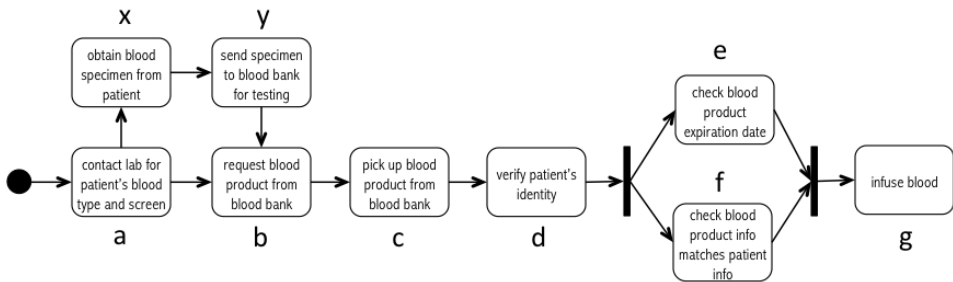 x
y
obtain blood
specimen from
patient
send specimen
to blood bank
for testing
contact lab for
patient's blood
type and screen
a
request blood
product from
blood bank
b
pick up blood
product from
blood bank
c
verify patient's
identity
d
e
check blood
product
expiration date
f
check blood
product info
matches patient
info
infuse blood
g